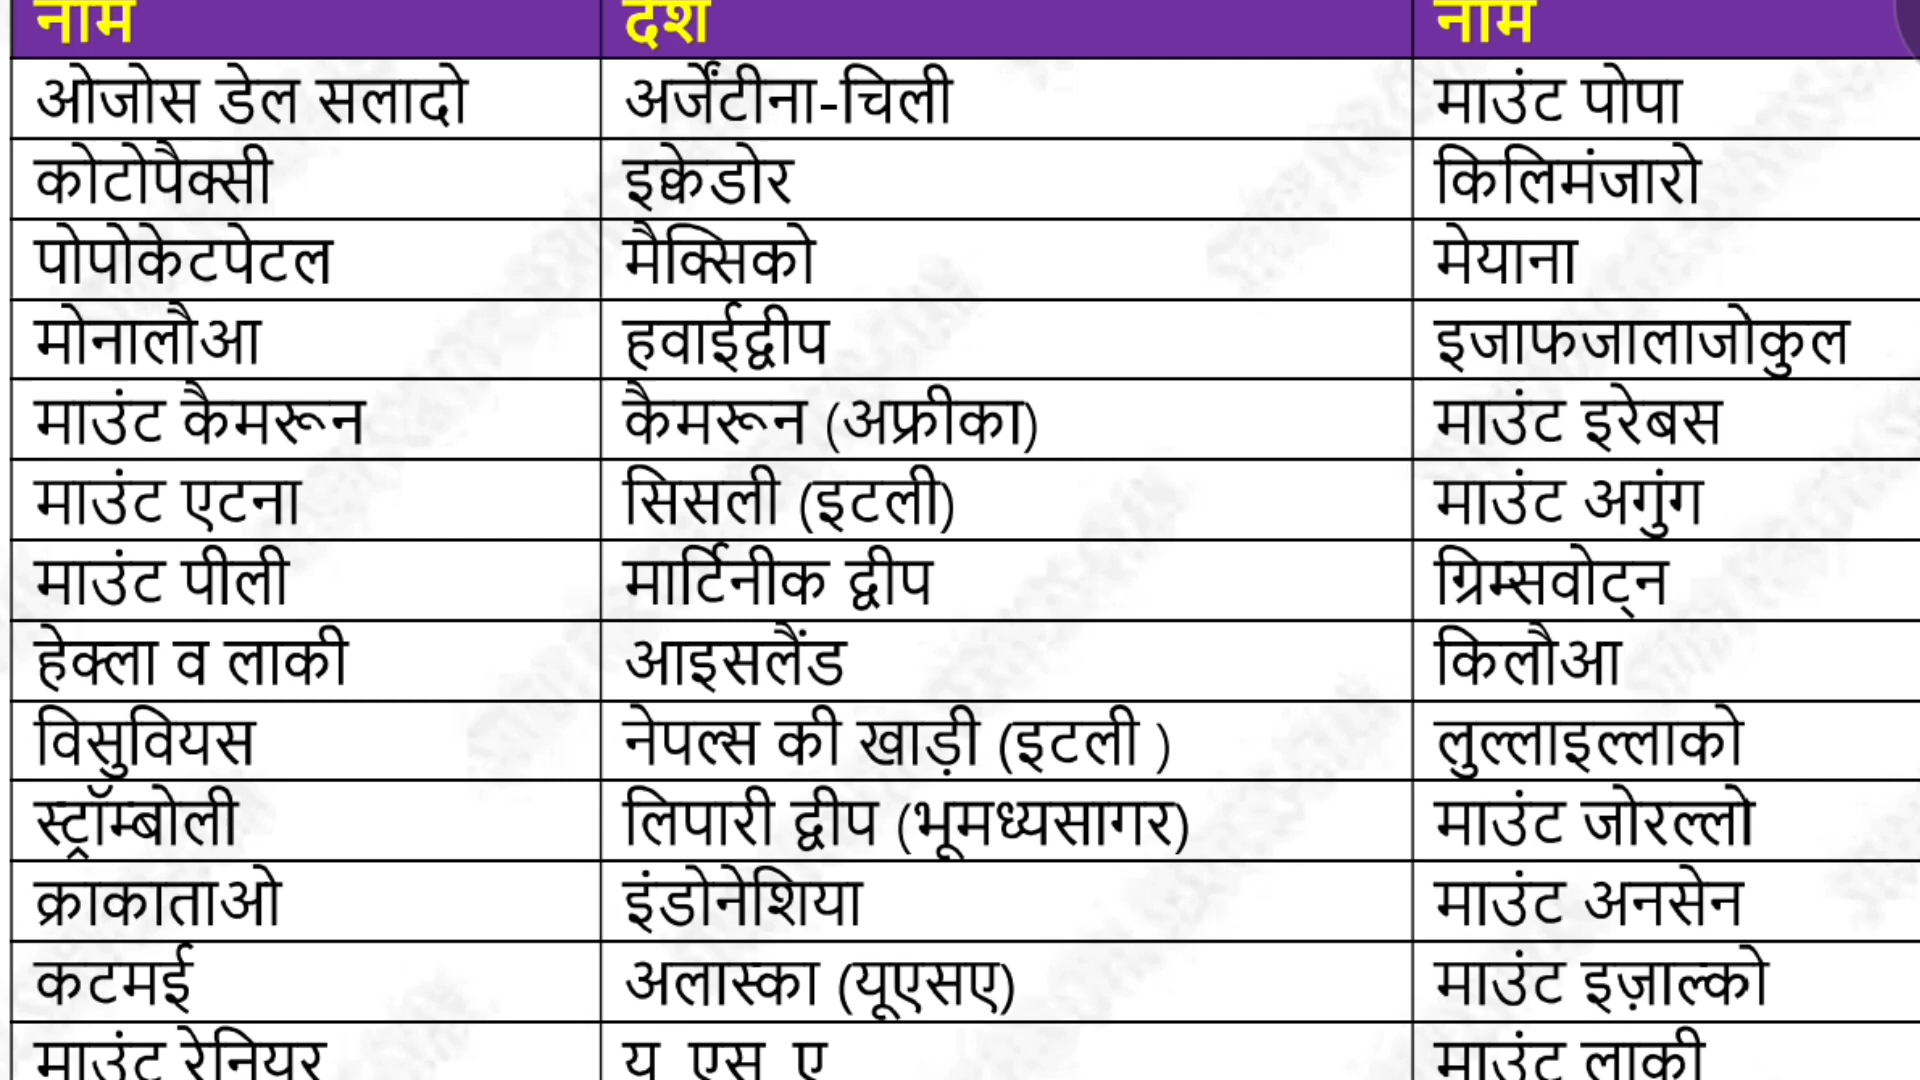 नाम देश नाम
ओजोस डेल सलादो अर्जेंटीना-चिली माउंट पोपा
कोटोपैक्सी इक्वेडोर किलिमंजारो
पोपोकेटपेटल मैक्सिको मेयाना
मोनालौआ हवाईद्वीप इजाफजालाजोकुल
माउंट कैमरून कैमरून (अफ्रीका) माउंट इरेबस
माउंट एटना सिसली (इटली) माउंट अगुंग
माउंट पीली मार्टिनीक द्वीप ग्रिम्सवोट्न
हेक्ला व लाकी आइसलैंड किलौआ
विसुवियस नेपल्स की खाड़ी (इटली ) लुल्लाइल्लाको
स्ट्रॉम्बोली लिपारी द्वीप (भूमध्यसागर) माउंट जोरल्लो
क्राकाताओ इंडोनेशिया माउंट अनसेन
कटमई अलास्का (यूएसए) माउंट इज़ाल्को
माउंट रेनियर यू एस ए माउंट लाकी